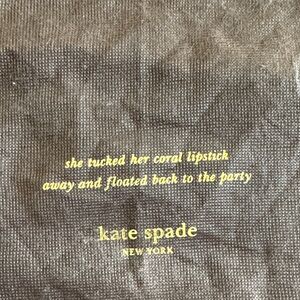 she tucked her coral lipstick
away and floated back to the party
kate spade
NEW YORK